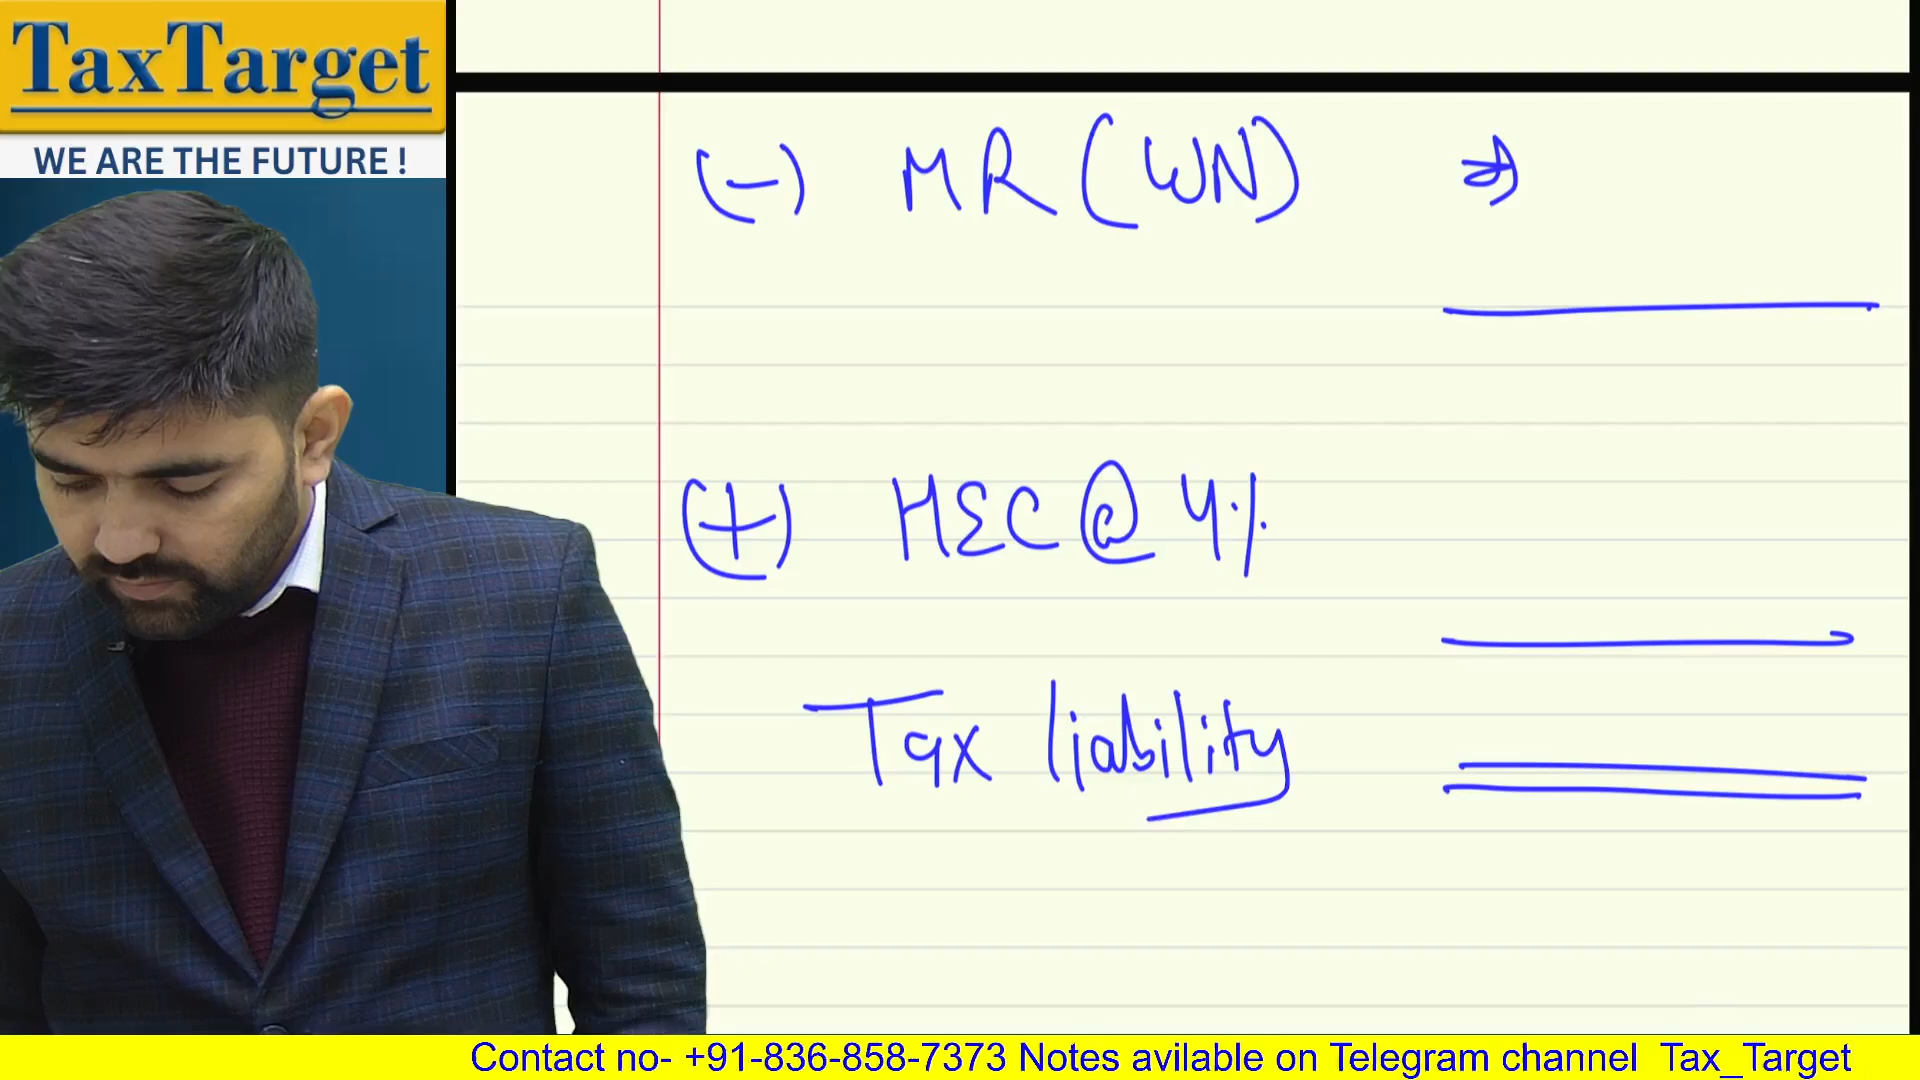 TaxTarget
WE ARE THE FUTURE !
(-) MR (WN) ⇒
(+) HEC @ 4%
Tax liability
Contact no- +91-836-858-7373 Notes avilable on Telegram channel Tax_Target